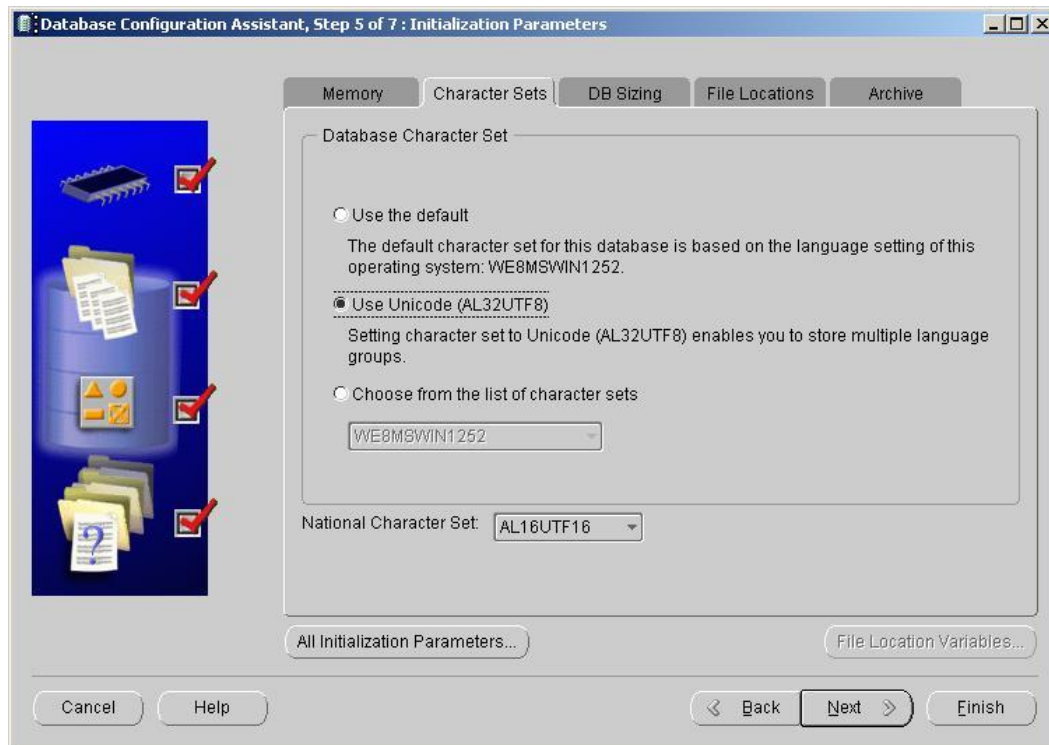 Database Configuration Assistant, Step 5 of 7 : Initialization Parameters
Memory
Character Sets
DB Sizing
File Locations
Archive
Database Character Set
Use the default
The default character set for this database is based on the language setting of this
operating system: WE8MSWIN1252.
Use Unicode (AL32UTF8)
Setting character set to Unicode (AL32UTF8) enables you to store multiple language
groups.
Choose from the list of character sets
WE8MSWIN1252
National Character Set: AL16UTF16
All Initialization Parameters...
File Location Variables...
Cancel
Help
Back
Next
Finish